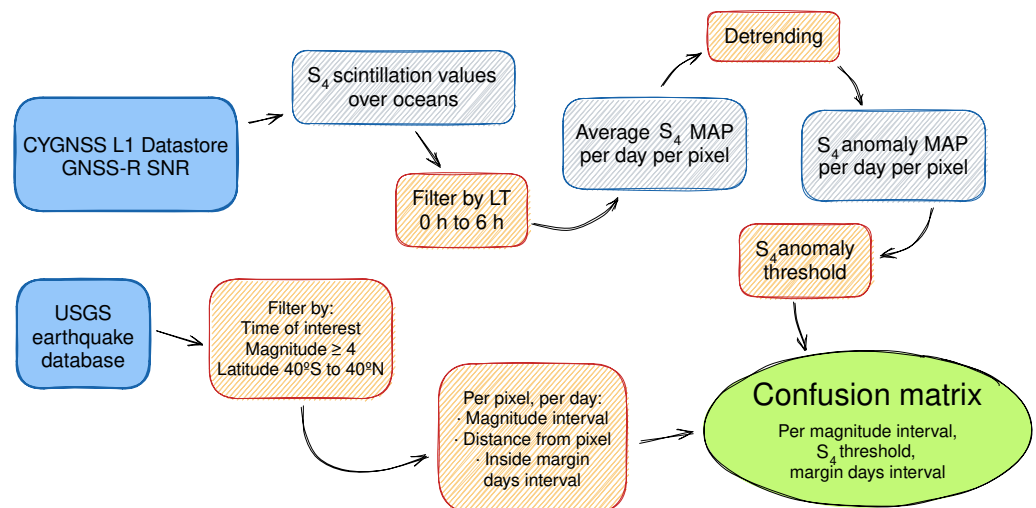 CYGNSS L1 Datastore
GNSS-R SNR
S4 scintillation values
over oceans
Filter by LT
0 h to 6 h
Average S4 MAP
per day per pixel
Detrending
S4 anomaly MAP
per day per pixel
S4 anomaly
threshold
USGS
earthquake
database
Filter by:
Time of interest
Magnitude ≥ 4
Latitude 40ºS to 40ºN
Per pixel, per day:
· Magnitude interval
· Distance from pixel
· Inside margin
days interval
Confusion matrix
Per magnitude interval,
S4 threshold,
margin days interval